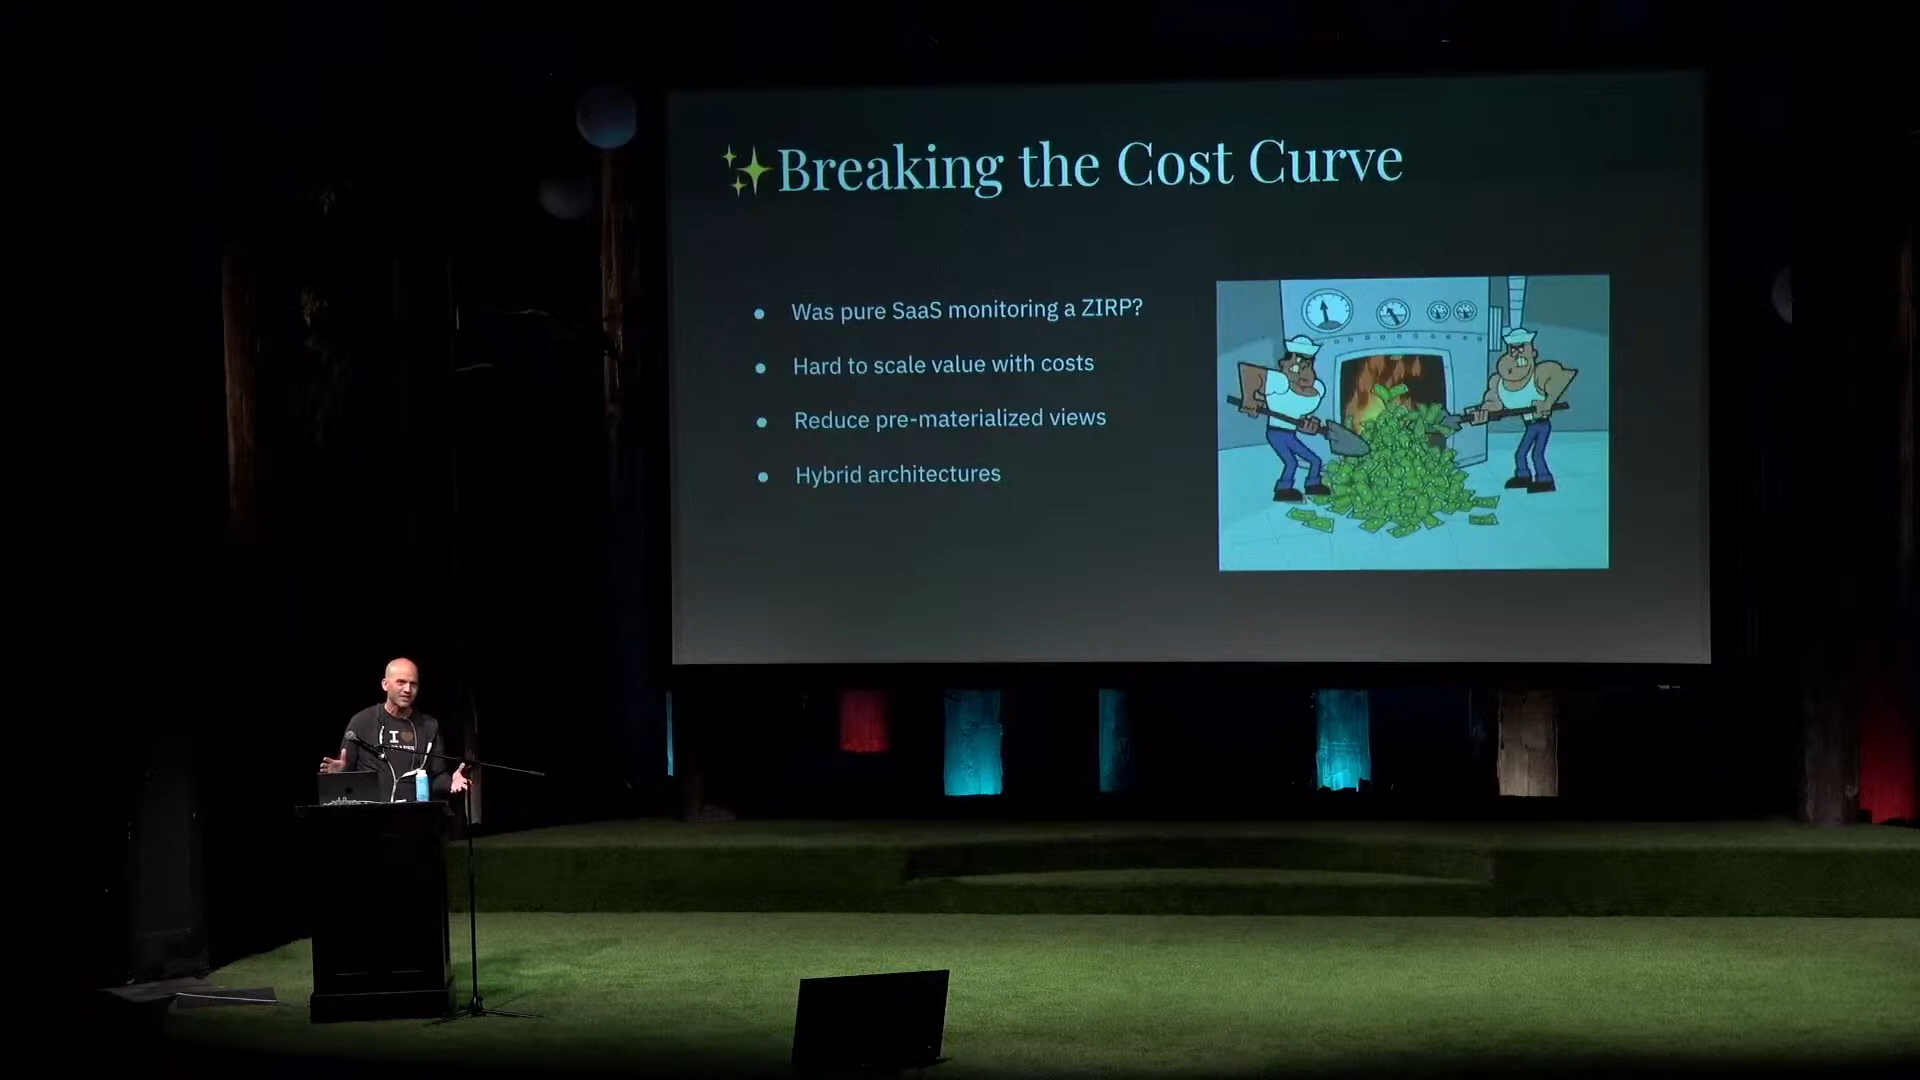 Breaking the Cost Curve
Was pure SaaS monitoring a ZIRP?
Hard to scale value with costs
Reduce pre-materialized views
Hybrid architectures
I